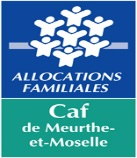 ALLOCATIONS
FAMILIALES
Caf
de Meurthe-
et-Moselle